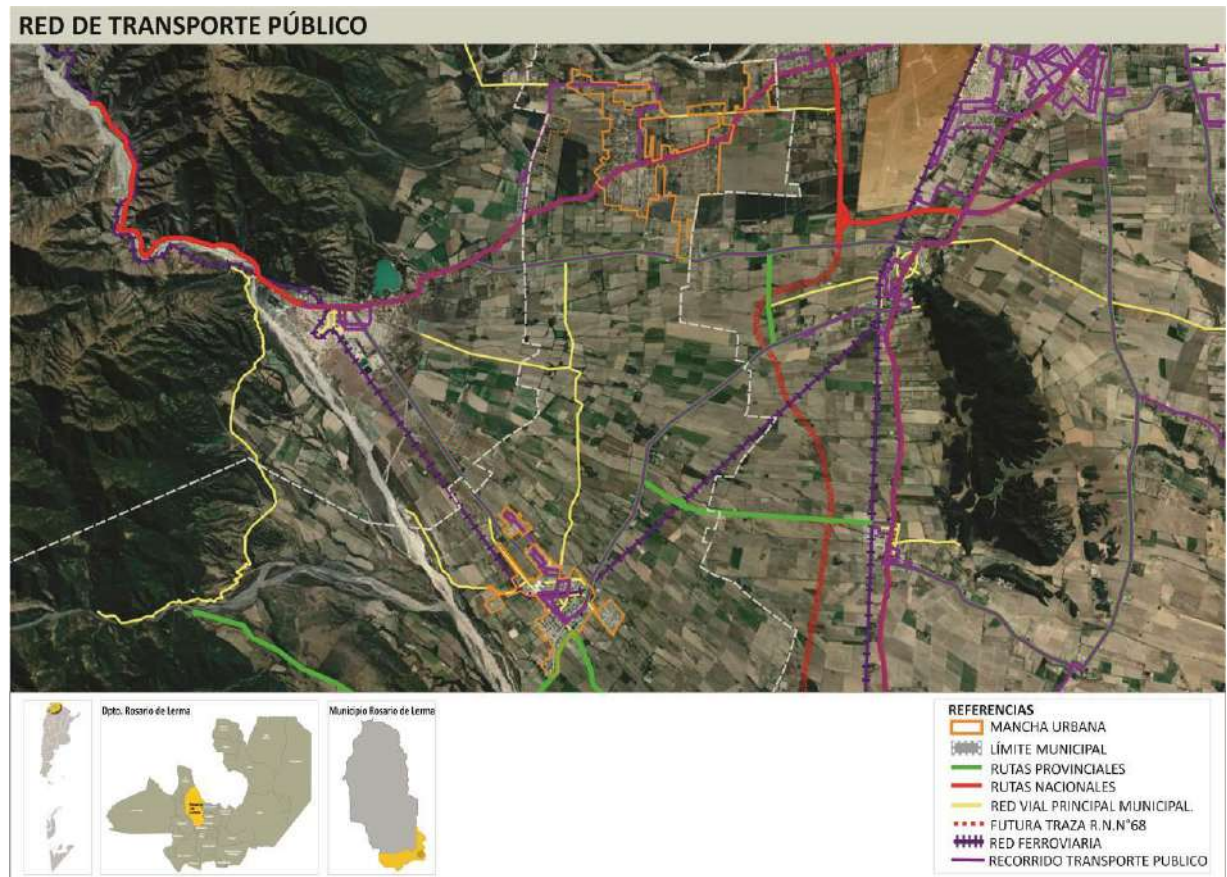 RED DE TRANSPORTE PÚBLICO
Dpto. Rosario de Lerma
Municipio Rosario de Lerma
REFERENCIAS
MANCHA URBANA
LÍMITE MUNICIPAL
RUTAS PROVINCIALES
RUTAS NACIONALES
RED VIAL PRINCIPAL MUNICIPAL.
FUTURA TRAZA R.N.N°68
RED FERROVIARIA
RECORRIDO TRANSPORTE PUBLICO